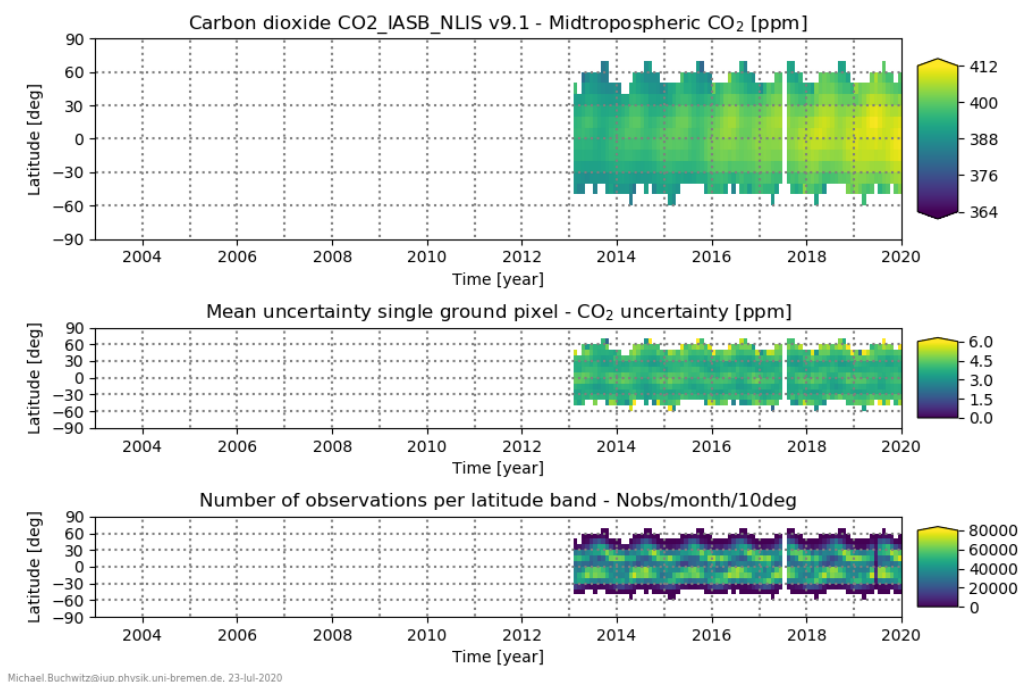 Carbon dioxide CO2_IASB_NLIS v9.1 - Midtropospheric CO₂ [ppm]
90
60
30
0
−30
−60
−90
Latitude [deg]
412
400
388
376
364
2004 2006 2008 2010 2012 2014 2016 2018 2020
Time [year]
Mean uncertainty single ground pixel - CO₂ uncertainty [ppm]
90
60
30
0
−30
−60
−90
Latitude [deg]
6.0
4.5
3.0
1.5
0.0
2004 2006 2008 2010 2012 2014 2016 2018 2020
Time [year]
Number of observations per latitude band - Nobs/month/10deg
90
60
30
0
−30
−60
−90
Latitude [deg]
80000
60000
40000
20000
0
2004 2006 2008 2010 2012 2014 2016 2018 2020
Time [year]
Michael.Buchwitz@iup.physik.uni-bremen.de, 23-Jul-2020